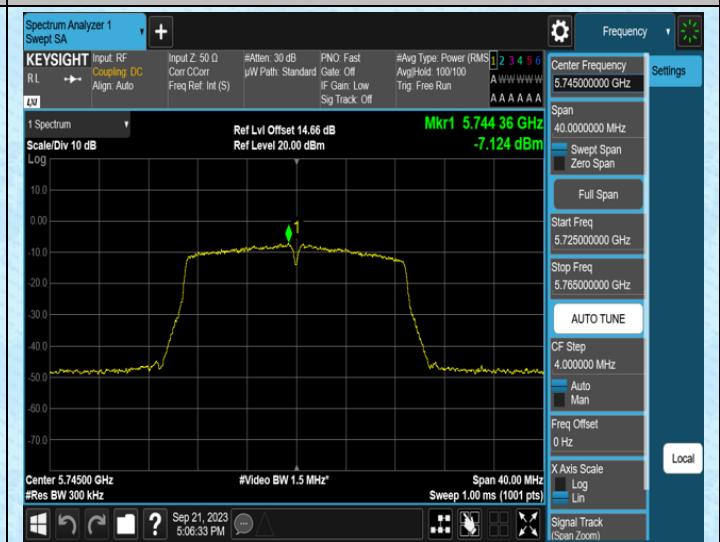 Spectrum Analyzer 1
Swept SA
+
KEYSIGHT
RL
LXI
Input: RF
Coupling: DC
Align: Auto
Input Z: 50 Ω
Corr CCorr
Freq Ref: Int (S)
#Atten: 30 dB
µW Path: Standard
PNO: Fast
Gate: Off
IF Gain: Low
Sig Track: Off
#Avg Type: Power (RMS
Avg|Hold: 100/100
Trig: Free Run
1 2 3 4 5 6
A W W W W W
A A A A A A
1 Spectrum
Scale/Div 10 dB
Log
Ref Lvl Offset 14.66 dB
Ref Level 20.00 dBm
Mkr1 5.744 36 GHz
-7.124 dBm
10.0
0.00
-10.0
-20.0
-30.0
-40.0
-50.0
-60.0
-70.0
1
Center 5.74500 GHz
#Res BW 300 kHz
#Video BW 1.5 MHz*
Span 40.00 MHz
Sweep 1.00 ms (1001 pts)
?
Sep 21, 2023
5:06:33 PM
Frequency
Center Frequency
5.745000000 GHz
Span
40.0000000 MHz
Swept Span
Zero Span
Full Span
Start Freq
5.725000000 GHz
Stop Freq
5.765000000 GHz
AUTO TUNE
CF Step
4.000000 MHz
Auto
Man
Freq Offset
0 Hz
X Axis Scale
Log
Lin
Signal Track
(Span Zoom)
Settings
Local